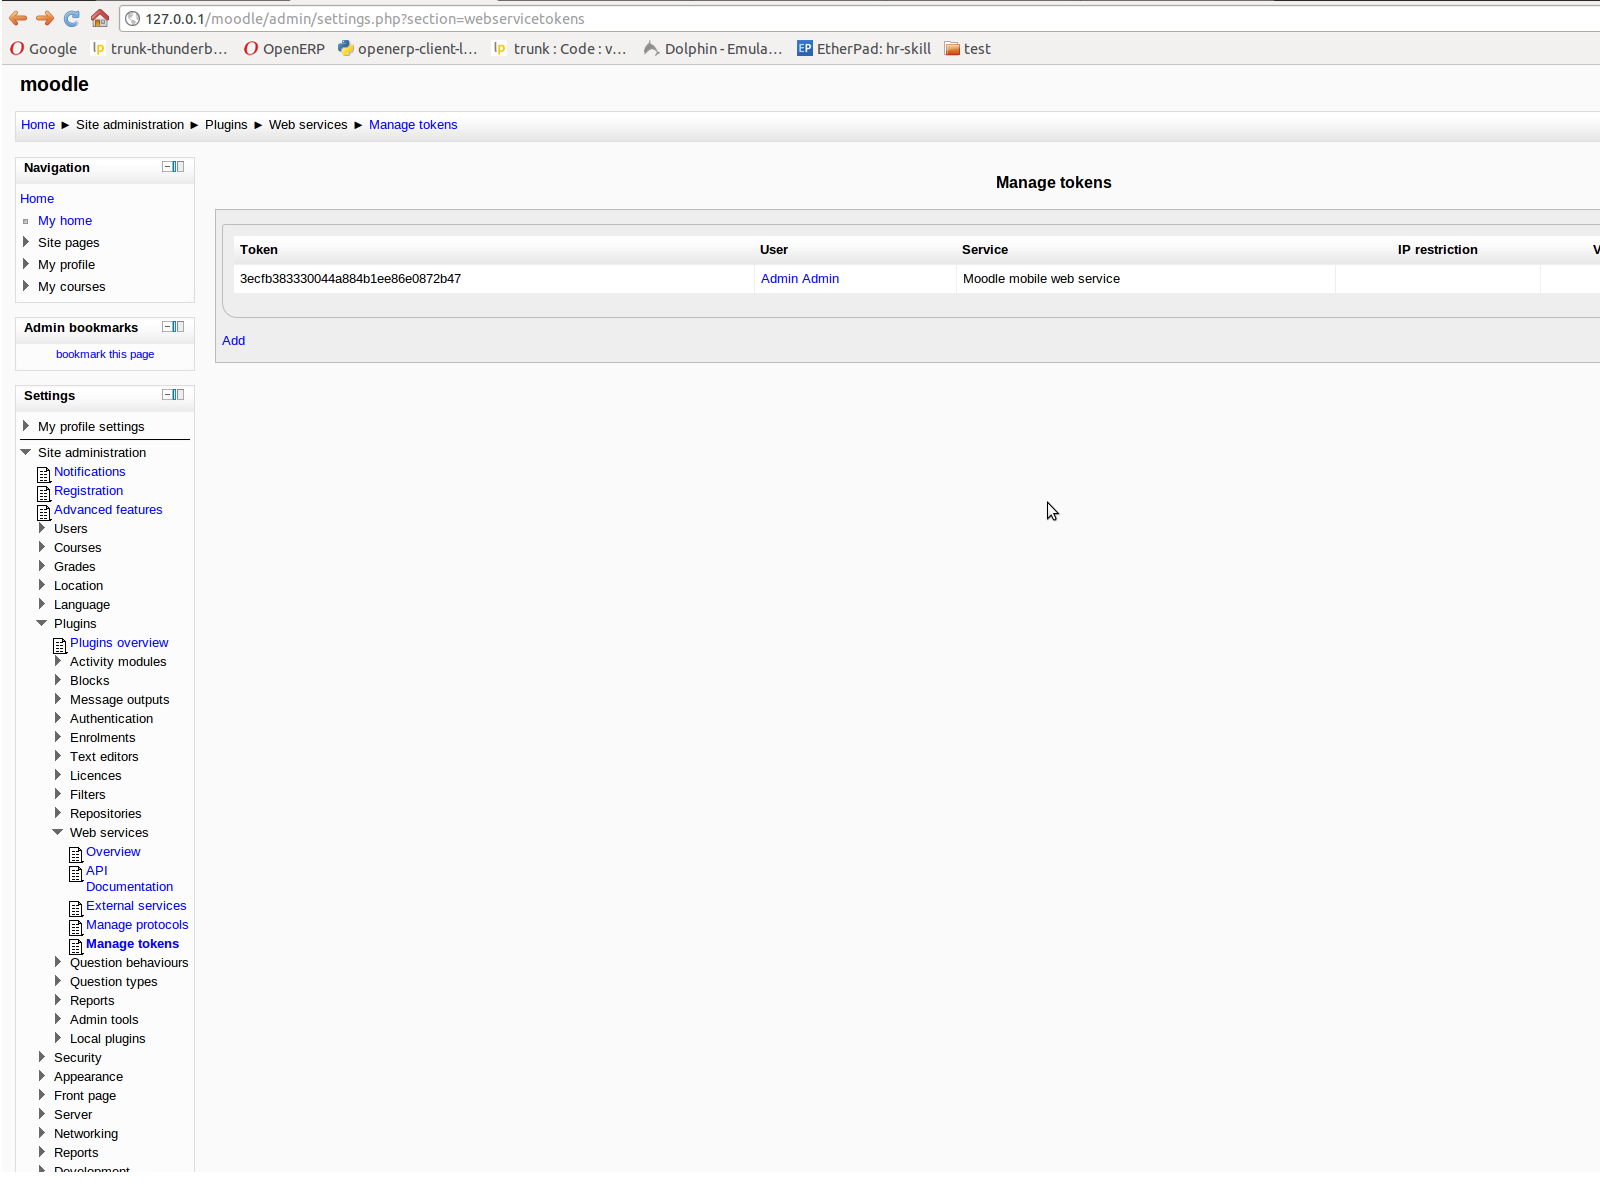 127.0.0.1/moodle/admin/settings.php?section=webservicetokens
Google trunk-thunderb... OpenERP openerp-client-l... trunk : Code : v... Dolphin - Emula... EtherPad: hr-skill test
moodle
Home ► Site administration ► Plugins ► Web services ► Manage tokens
Navigation
Home
My home
Site pages
My profile
My courses
Admin bookmarks
bookmark this page
Settings
My profile settings
Site administration
Notifications
Registration
Advanced features
Users
Courses
Grades
Location
Language
Plugins
Plugins overview
Activity modules
Blocks
Message outputs
Authentication
Enrolments
Text editors
Licences
Filters
Repositories
Web services
Overview
API
Documentation
External services
Manage protocols
Manage tokens
Question behaviours
Question types
Reports
Admin tools
Local plugins
Security
Appearance
Front page
Server
Networking
Reports
Development
Manage tokens
Token User Service IP restriction V
3ecfb383330044a884b1ee86e0872b47 Admin Admin Moodle mobile web service
Add